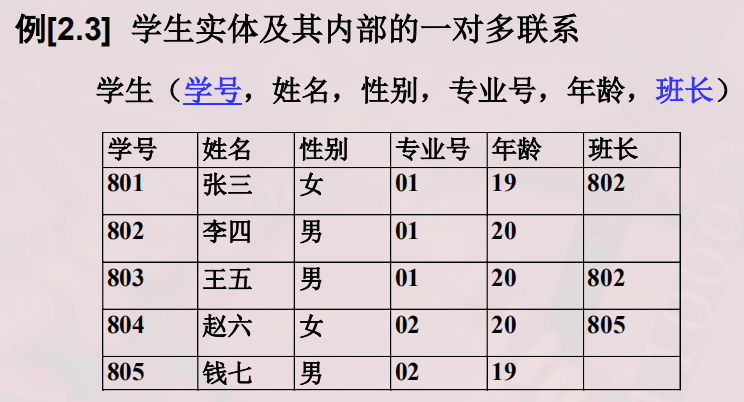 例[2.3] 学生实体及其内部的一对多联系
学生（学号，姓名，性别，专业号，年龄，班长）
学号 姓名 性别 专业号 年龄 班长
801 张三 女 01 19 802
802 李四 男 01 20
803 王五 男 01 20 802
804 赵六 女 02 20 805
805 钱七 男 02 19